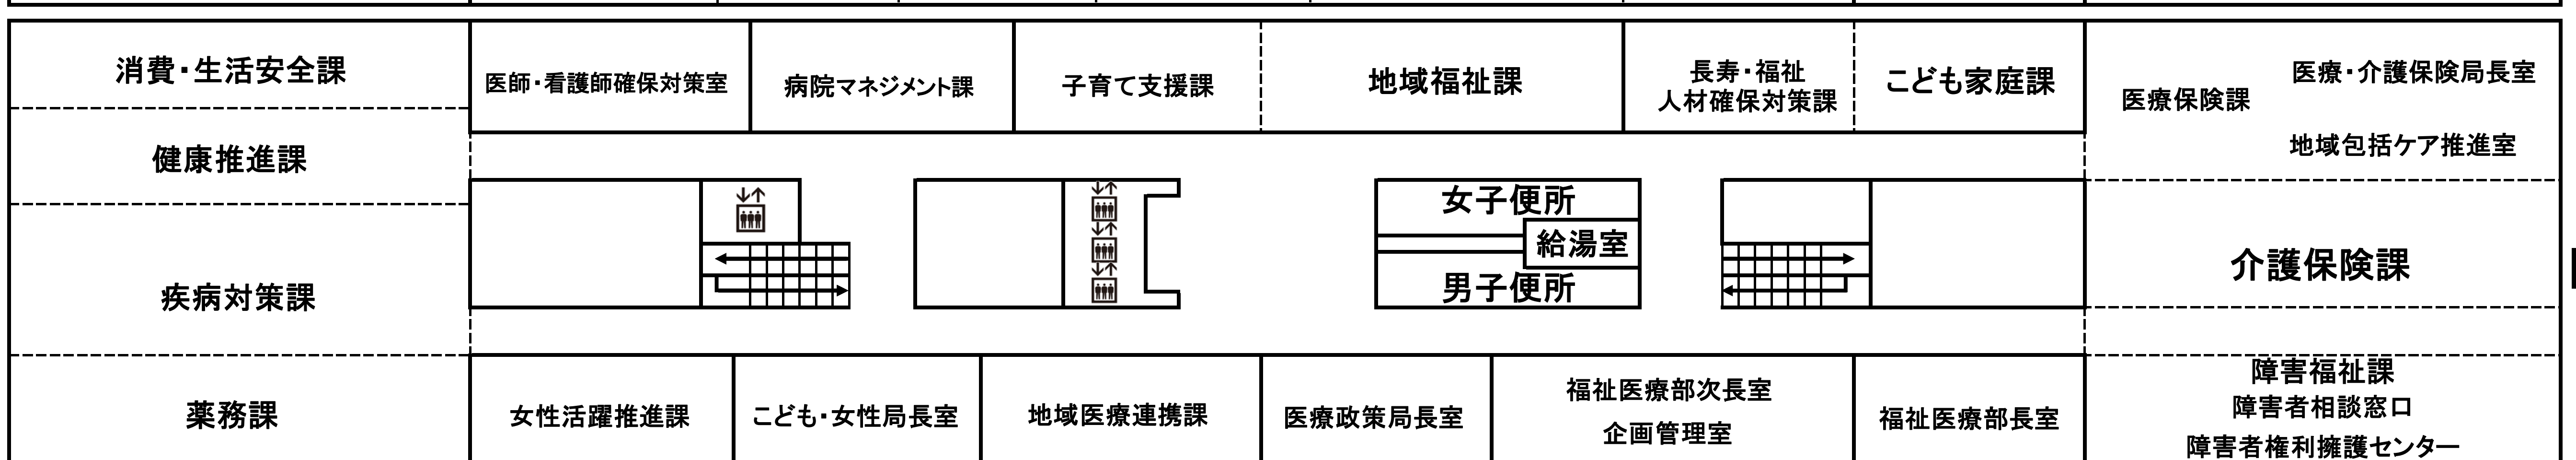 消費・生活安全課
医師・看護師確保対策室
病院マネジメント課
子育て支援課
地域福祉課
長寿・福祉
人材確保対策課
こども家庭課
医療・介護保険局長室
医療保険課
地域包括ケア推進室
健康推進課
女子便所
給湯室
男子便所
疾病対策課
介護保険課
薬務課
女性活躍推進課
こども・女性局長室
地域医療連携課
医療政策局長室
福祉医療部次長室
企画管理室
福祉医療部長室
障害福祉課
障害者相談窓口
障害者権利擁護センター